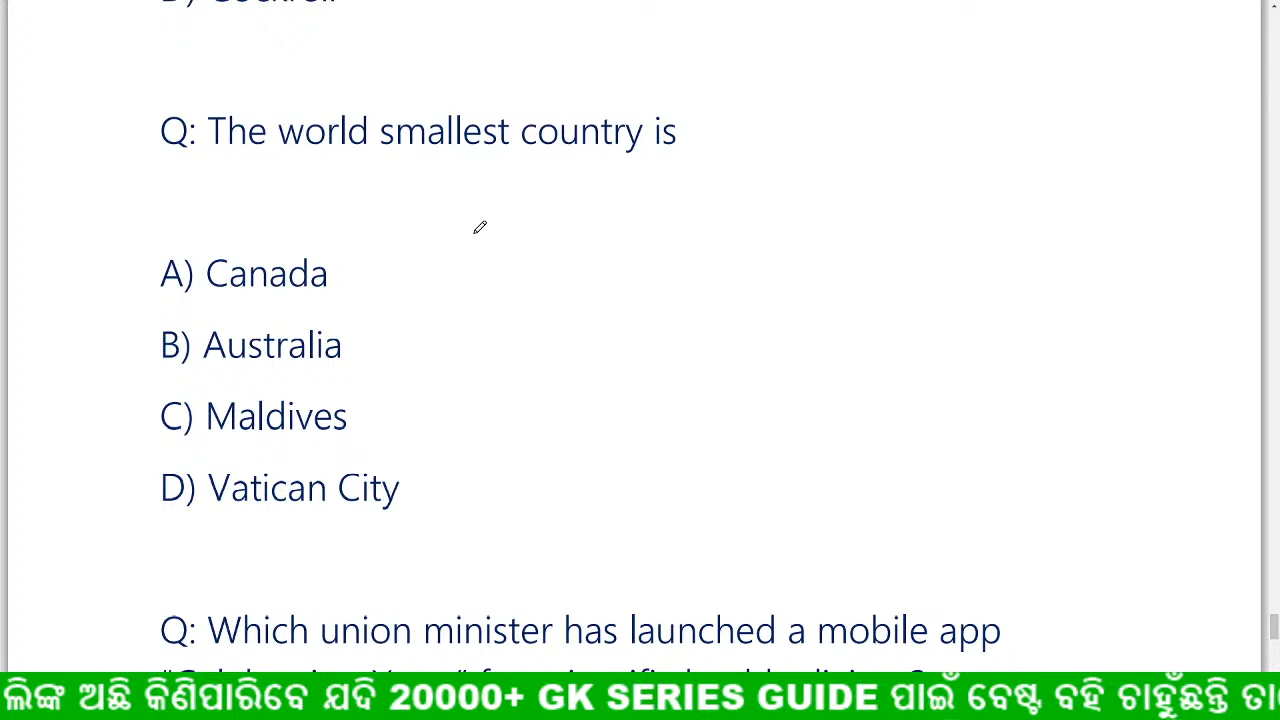 Q: The world smallest country is
A) Canada
B) Australia
C) Maldives
D) Vatican City
Q: Which union minister has launched a mobile app
ଲିଙ୍କ ଅଛି କିଣିପାରିବେ ଯଦି 20000+ GK SERIES GUIDE ପାଇଁ ବେଷ୍ଟ ବହି ଚାହୁଁଛନ୍ତି ତା